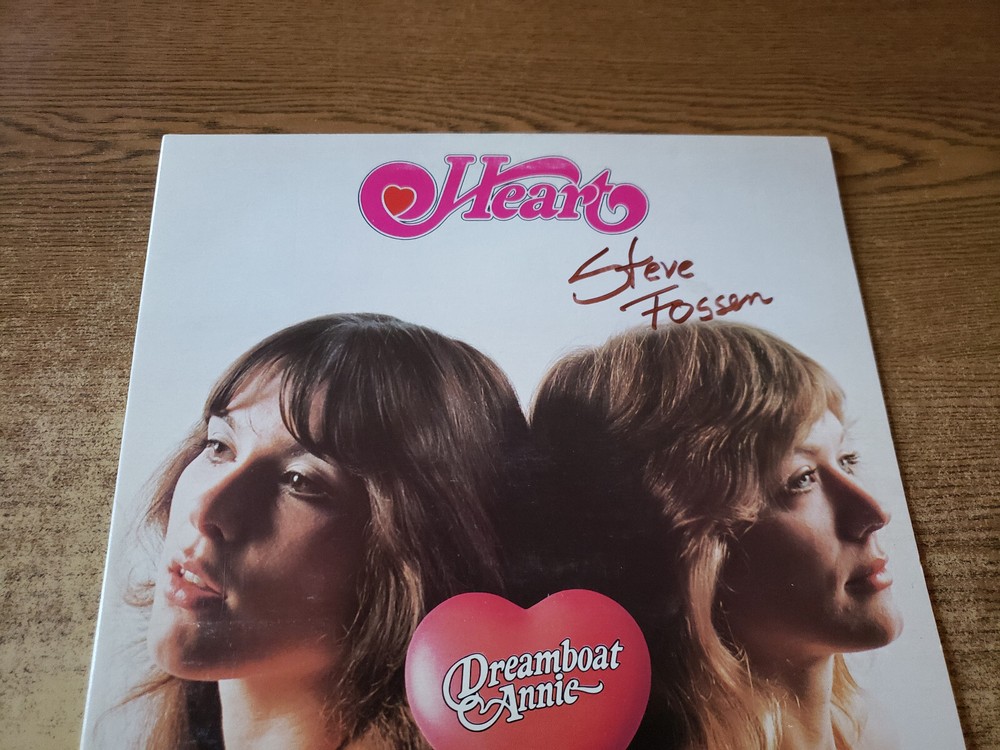 Heart
Steve
Fossen
Dreamboat
Annie